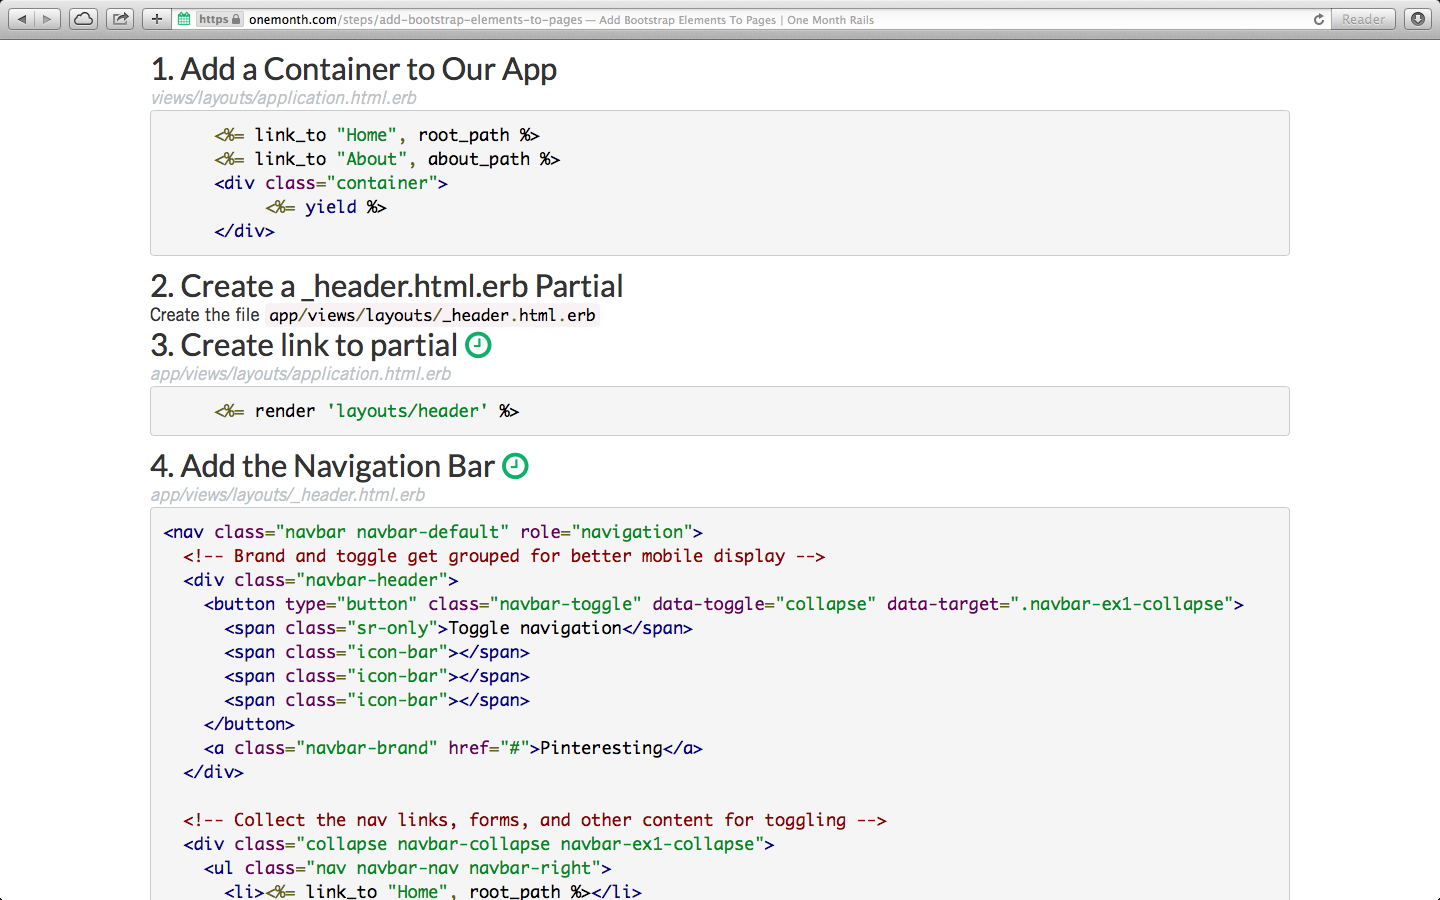 https onemonth.com/steps/add-bootstrap-elements-to-pages — Add Bootstrap Elements To Pages | One Month Rails Reader
1. Add a Container to Our App
views/layouts/application.html.erb
<%= link_to "Home", root_path %>
<%= link_to "About", about_path %>
<div class="container">
<%= yield %>
</div>
2. Create a _header.html.erb Partial
Create the file app/views/layouts/_header.html.erb
3. Create link to partial
app/views/layouts/application.html.erb
<%= render 'layouts/header' %>
4. Add the Navigation Bar
app/views/layouts/_header.html.erb
<nav class="navbar navbar-default" role="navigation">
<!-- Brand and toggle get grouped for better mobile display -->
<div class="navbar-header">
<button type="button" class="navbar-toggle" data-toggle="collapse" data-target=".navbar-ex1-collapse">
<span class="sr-only">Toggle navigation</span>
<span class="icon-bar"></span>
<span class="icon-bar"></span>
<span class="icon-bar"></span>
</button>
<a class="navbar-brand" href="#">Pinteresting</a>
</div>
<!-- Collect the nav links, forms, and other content for toggling -->
<div class="collapse navbar-collapse navbar-ex1-collapse">
<ul class="nav navbar-nav navbar-right">
<li><%= link_to "Home", root_path %></li>